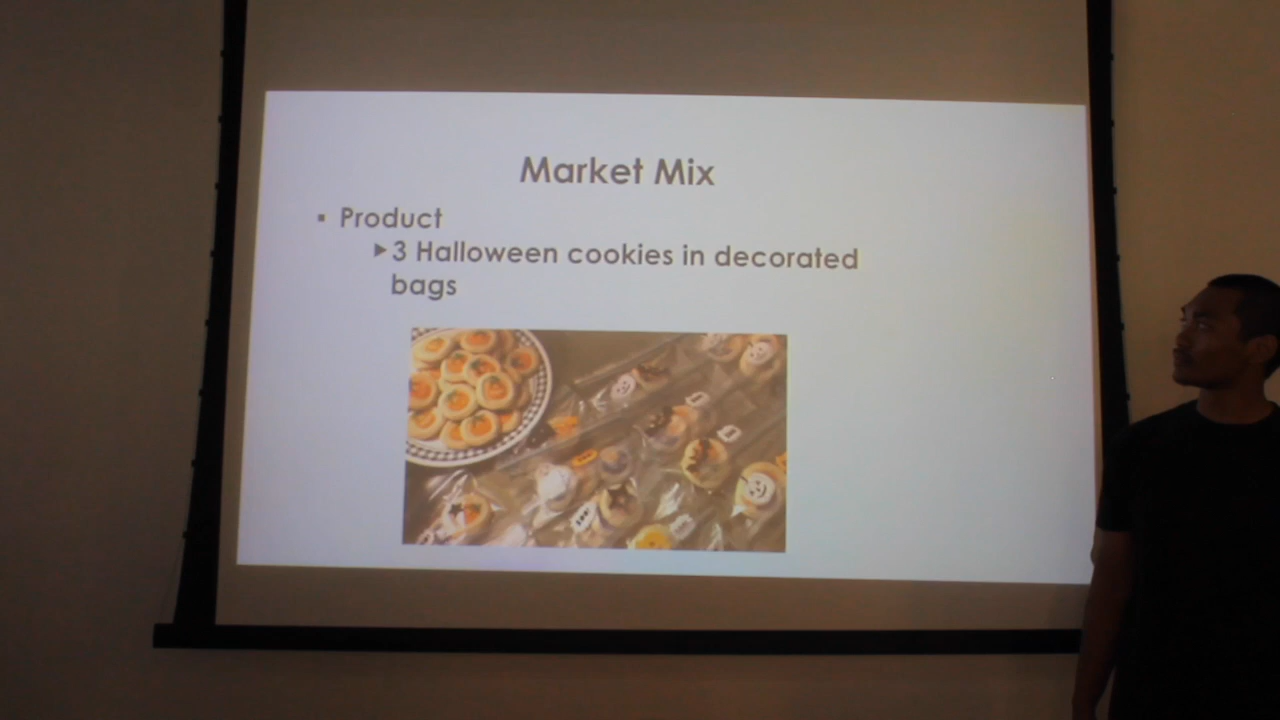 Market Mix
▪ Product
▶3 Halloween cookies in decorated
bags